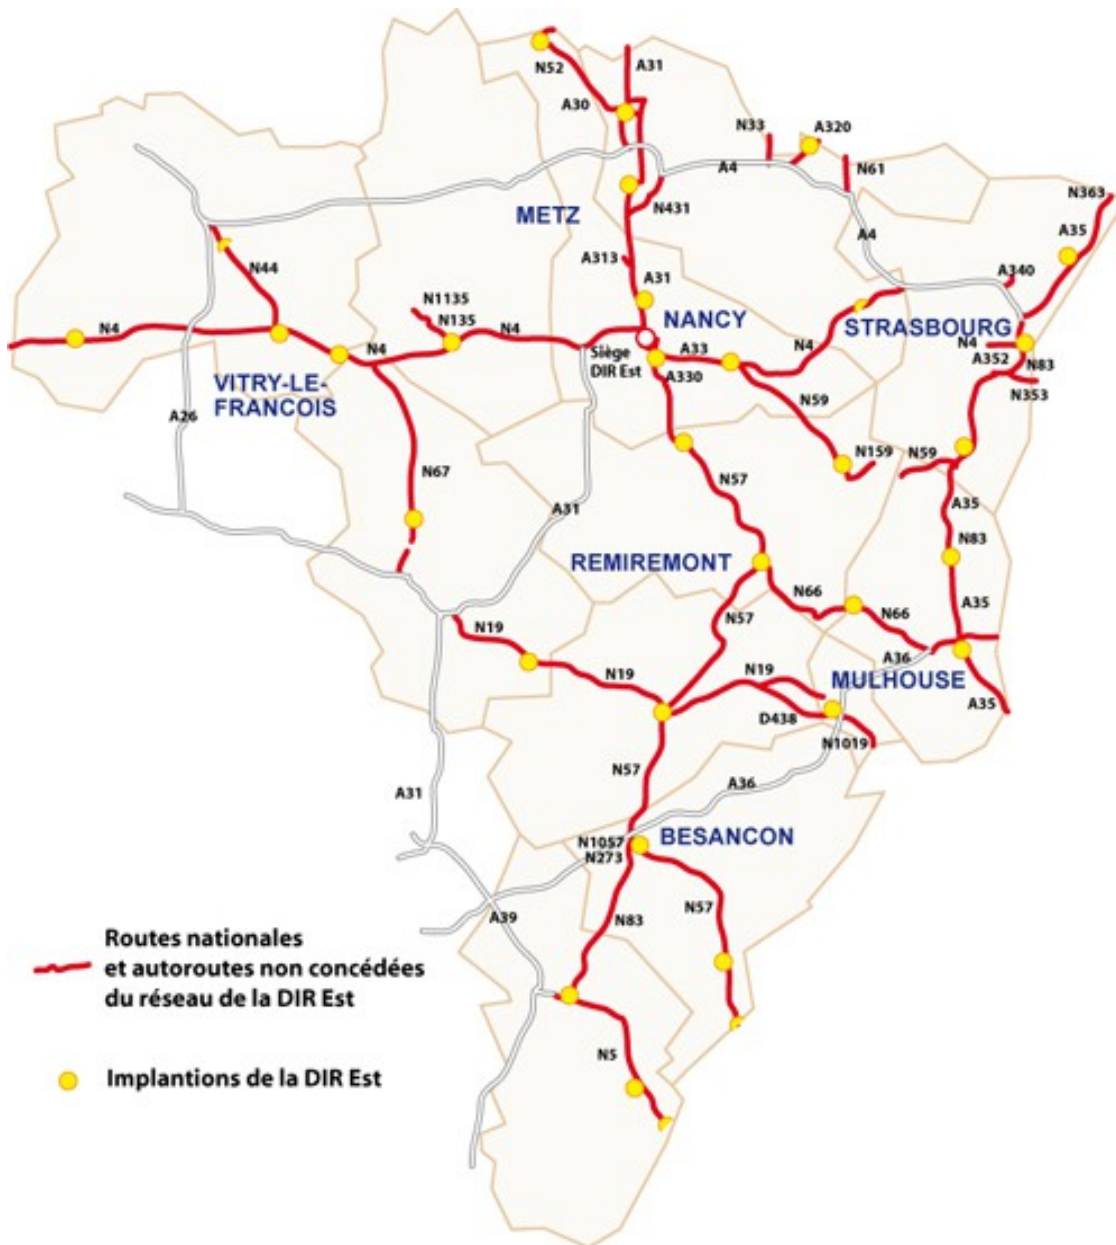 N52
A31
A30
N33
A320
A4
N61
N363
METZ
N431
A4
A35
A313
N44
A340
A31
N1135
N135
N4
N4
NANCY
STRASBOURG
N4
Siège
DIR Est
A33
N4
N4
A352
N83
A330
N353
VITRY-LE-
FRANCOIS
A26
N59
N67
N57
N159
N59
A31
A35
N83
REMIREMONT
N66
A35
N57
N66
N19
A36
N19
N19
MULHOUSE
A35
D438
N1019
N57
A31
A36
N1057
N273
BESANCON
A39
N83
N57
Routes nationales
et autoroutes non concédées
du réseau de la DIR Est
N5
Implantions de la DIR Est